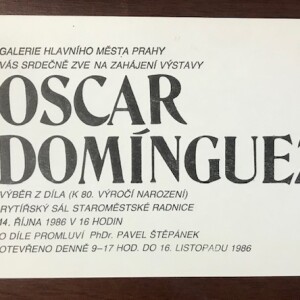 GALERIE HLAVNÍHO MĚSTA PRAHY
VÁS SRDEČNĚ ZVE NA ZAHÁJENÍ VÝSTAVY
OSCAR
DOMÍNGUEZ
VÝBĚR Z DÍLA (K 80. VÝROČÍ NAROZENÍ)
RYTÍŘSKÝ SÁL STAROMĚSTSKÉ RADNICE
14. ŘÍJNA 1986 V 16 HODIN
O DÍLE PROMLUVÍ PhDr. PAVEL ŠTĚPÁNEK
OTEVŘENO DENNĚ 9–17 HOD. DO 16. LISTOPADU 1986